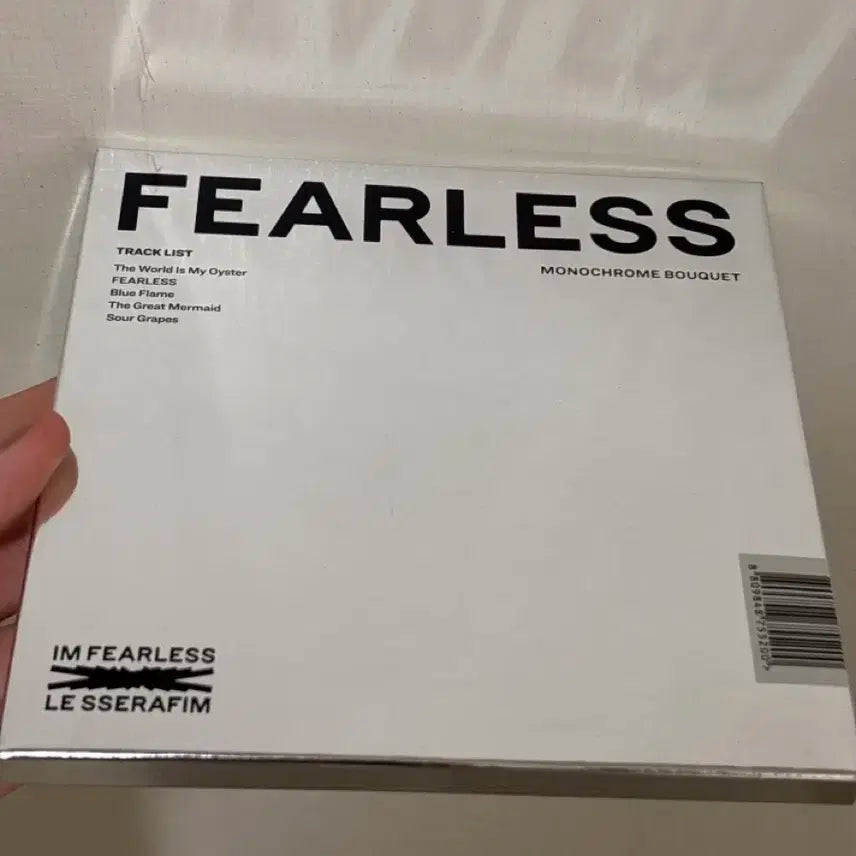 FEARLESS
TRACK LIST
The World Is My Oyster
FEARLESS
Blue Flame
The Great Mermaid
Sour Grapes
MONOCHROME BOUQUET
IM FEARLESS
LE SSERAFIM